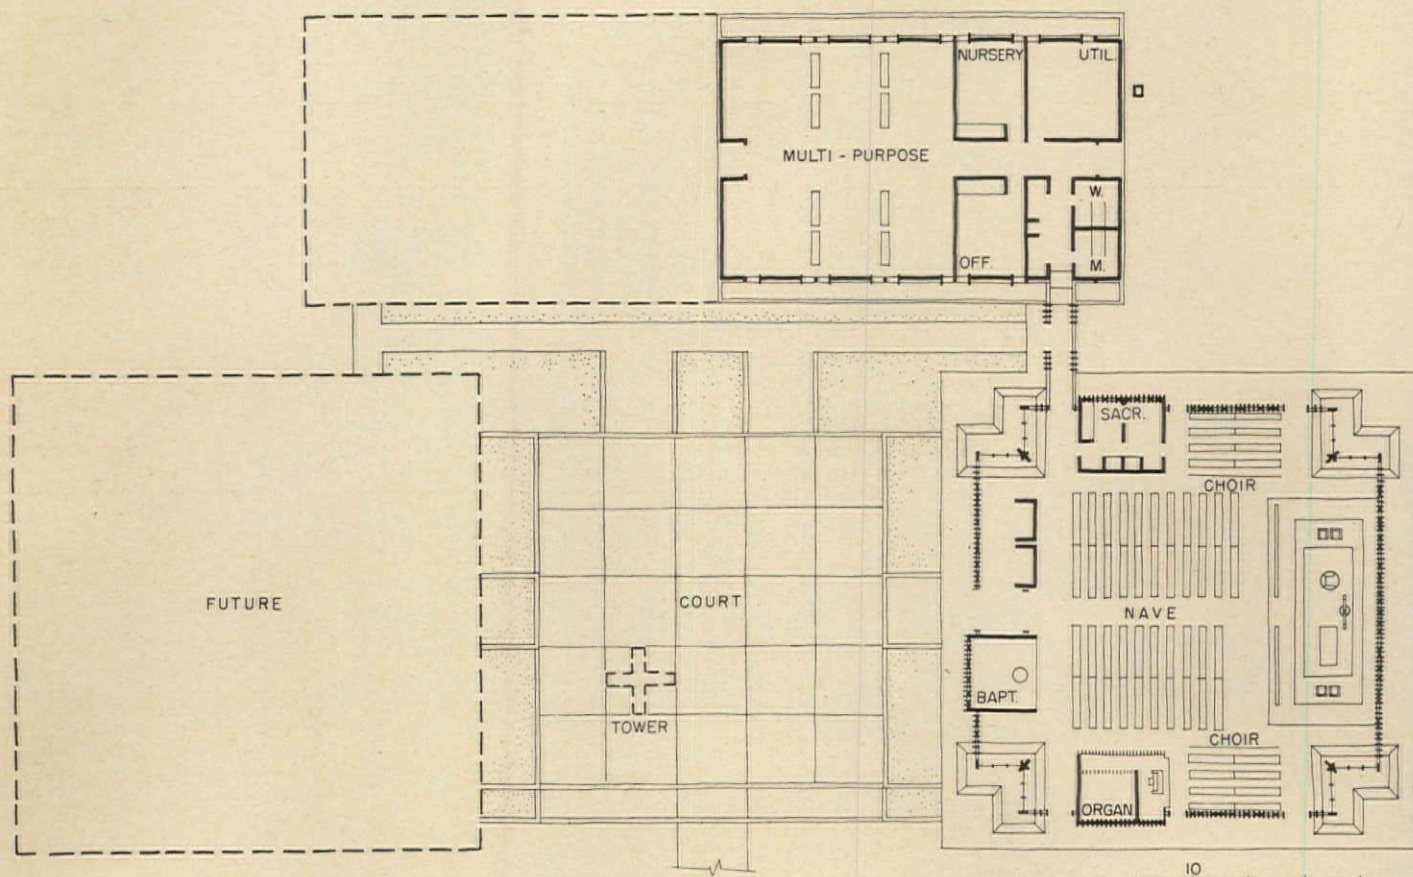 NURSERY
UTIL.
MULTI - PURPOSE
W.
OFF.
M.
SACR.
CHOIR
FUTURE
COURT
NAVE
BAPT.
TOWER
CHOIR
ORGAN
10